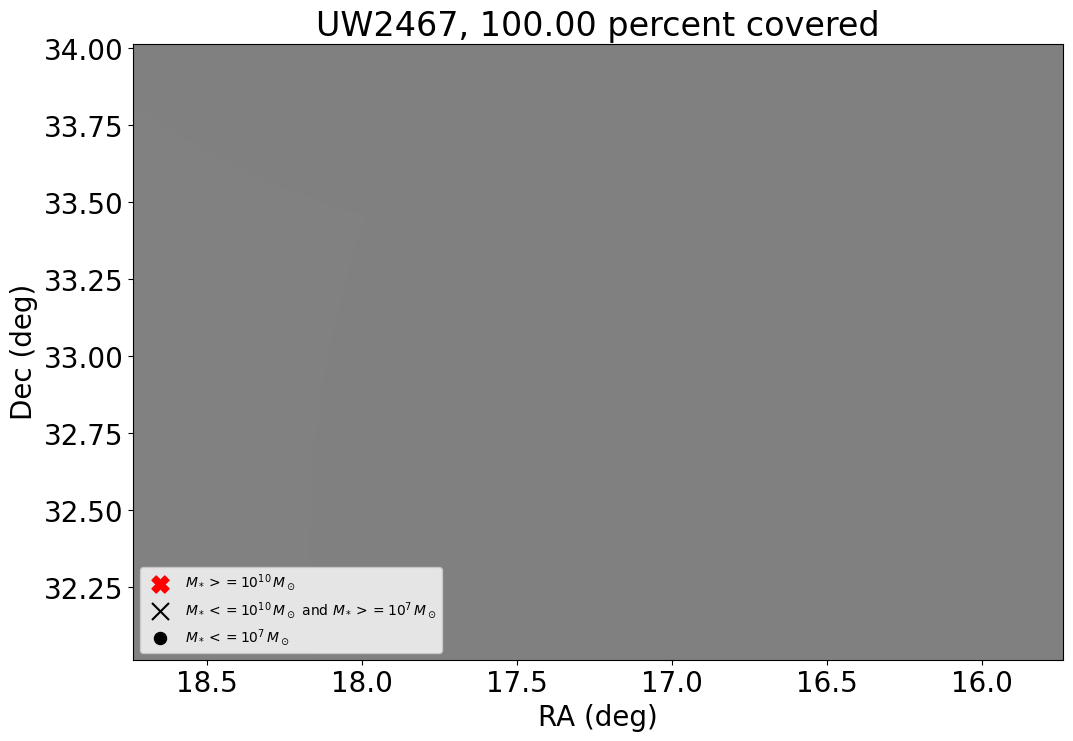 UW2467, 100.00 percent covered
34.00
33.75
33.50
33.25
33.00
32.75
32.50
32.25
Dec (deg)
M* >= 10^10 M⊙
M* <= 10^10 M⊙ and M* >= 10^7 M⊙
M* <= 10^7 M⊙
18.5 18.0 17.5 17.0 16.5 16.0
RA (deg)